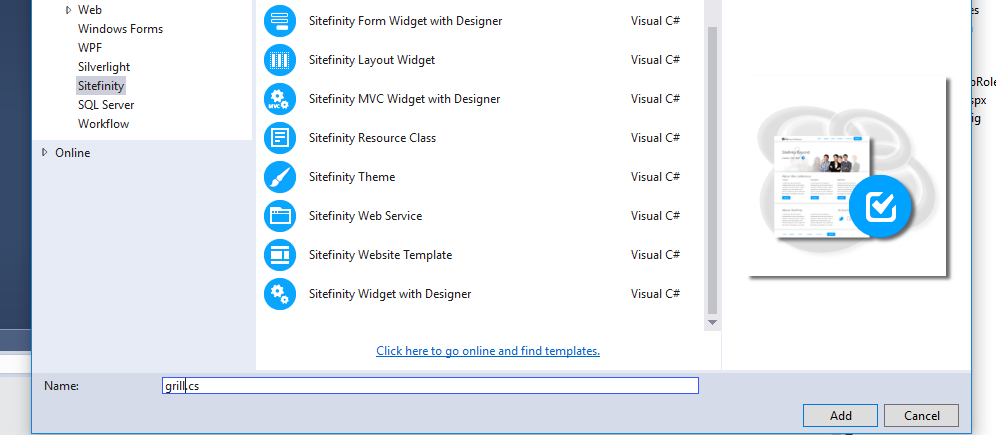 Web
Windows Forms
WPF
Silverlight
Sitefinity
SQL Server
Workflow
Online
Sitefinity Form Widget with Designer Visual C#
Sitefinity Layout Widget Visual C#
MVC
Sitefinity MVC Widget with Designer Visual C#
Sitefinity Resource Class Visual C#
Sitefinity Theme Visual C#
Sitefinity Web Service Visual C#
Sitefinity Website Template Visual C#
Sitefinity Widget with Designer Visual C#
Click here to go online and find templates.
es
bRole
spx
ig
Name: grill.cs
Add Cancel